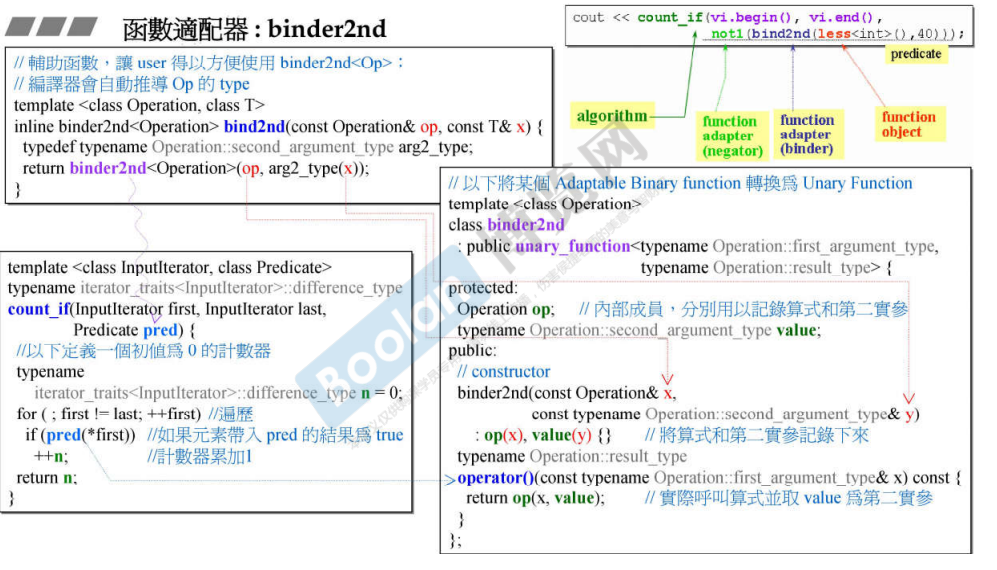 函數適配器 : binder2nd
cout << count_if(vi.begin(), vi.end(),
not1(bind2nd(less<int>(),40)));
predicate
algorithm
function
adapter
(negator)
function
adapter
(binder)
function
object
// 輔助函數，讓 user 得以方便使用 binder2nd<Op>：
// 編譯器會自動推導 Op 的 type
template <class Operation, class T>
inline binder2nd<Operation> bind2nd(const Operation& op, const T& x) {
typedef typename Operation::second_argument_type arg2_type;
return binder2nd<Operation>(op, arg2_type(x));
}
template <class InputIterator, class Predicate>
typename iterator_traits<InputIterator>::difference_type
count_if(InputIterator first, InputIterator last,
Predicate pred) {
//以下定義一個初值爲 0 的計數器
typename
iterator_traits<InputIterator>::difference_type n = 0;
for ( ; first != last; ++first) //遍歷
if (pred(*first)) //如果元素帶入 pred 的結果爲 true
++n; //計數器累加1
return n;
}
// 以下將某個 Adaptable Binary function 轉換爲 Unary Function
template <class Operation>
class binder2nd
: public unary_function<typename Operation::first_argument_type,
typename Operation::result_type> {
protected:
Operation op; // 內部成員，分別用以記錄算式和第二實參
typename Operation::second_argument_type value;
public:
// constructor
binder2nd(const Operation& x,
const typename Operation::second_argument_type& y)
: op(x), value(y) {} // 將算式和第二實參記錄下來
typename Operation::result_type
operator()(const typename Operation::first_argument_type& x) const {
return op(x, value); // 實際呼叫算式並取 value 爲第二實參
}
};
Boolan 博览网